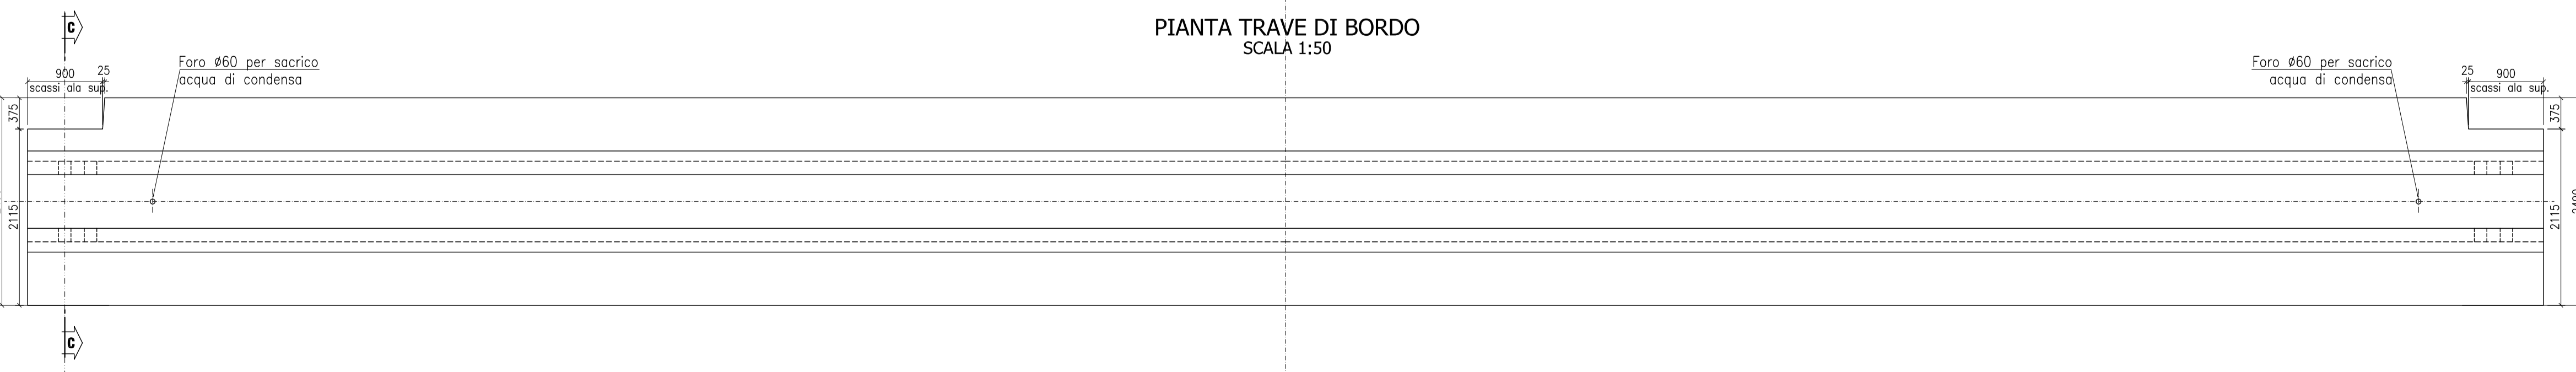 C
PIANTA TRAVE DI BORDO
SCALA 1:50
Foro Ø60 per sacrico
acqua di condensa
900
25
scassi ala sup.
Foro Ø60 per sacrico
acqua di condensa
25
900
scassi ala sup.
375
375
2115
2115
C